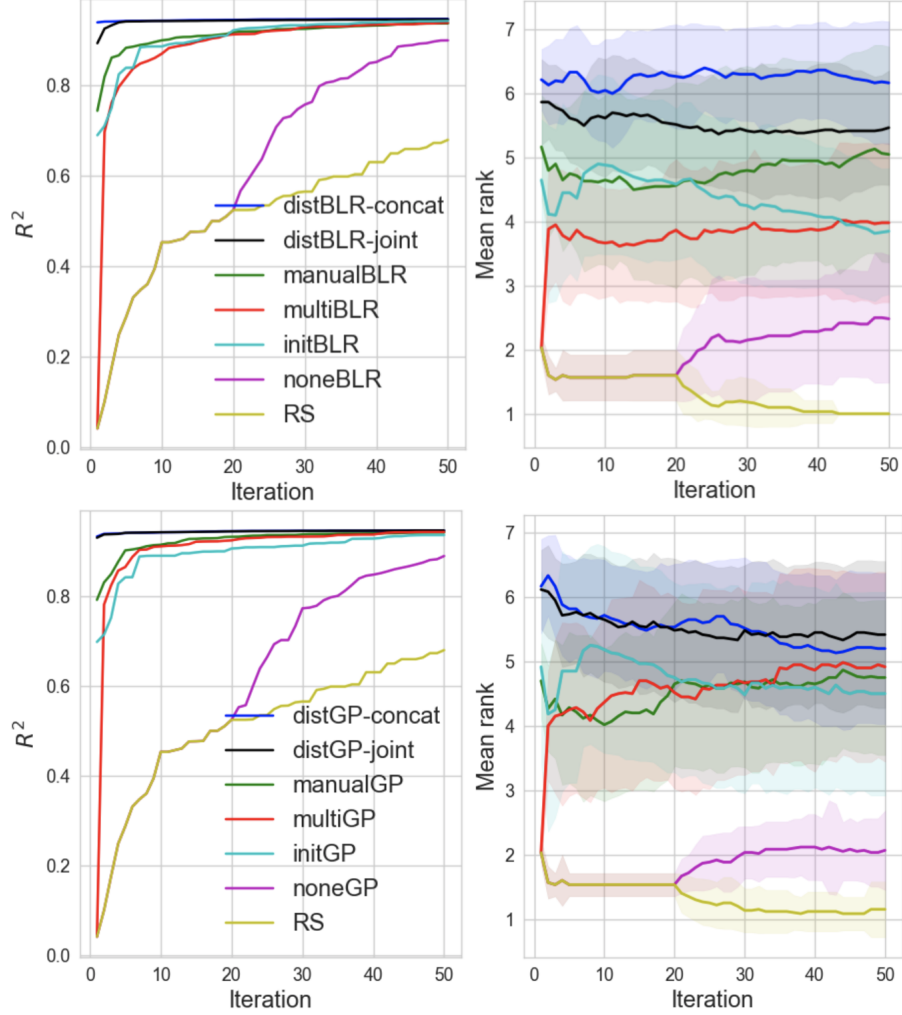 0.8
0.6
0.4
0.2
0.0
R²
distBLR-concat
distBLR-joint
manualBLR
multiBLR
initBLR
noneBLR
RS
0 10 20 30 40 50
Iteration
7
6
5
4
3
2
1
Mean rank
0 10 20 30 40 50
Iteration
0.8
0.6
0.4
0.2
0.0
R²
distGP-concat
distGP-joint
manualGP
multiGP
initGP
noneGP
RS
0 10 20 30 40 50
Iteration
7
6
5
4
3
2
1
Mean rank
0 10 20 30 40 50
Iteration